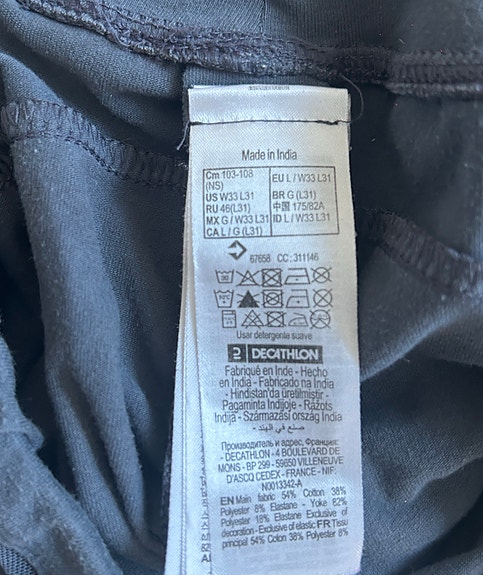 Made in India
Cm 103-108
(NS)
US W33 L31
RU 46(L31)
MX G / W33 L31
CA L / G (L31)
EU L / W33 L31
BR G (L31)
中国 175/82A
ID L / W33 L31
67658 CC: 311146
30
30°C
Usar detergente suave
2 DECATHLON
Fabriqué en Inde - Hecho
en India - Fabricado na India
- Hindistan'da üretilmiştir -
Pagaminta Indijoje - Ražots
Indijā - Származási ország India
- صنع في الهند -
Производитель и адрес, Франция:
- DECATHLON - 4 BOULEVARD DE
MONS - BP 299 - 59650 VILLENEUVE
D'ASCQ CEDEX - FRANCE - NIF:
N0013342-A
EN Main fabric 54% Cotton 38%
Polyester 8% Elastane - Yoke 82%
Polyester 18% Elastane Exclusive of
decoration - Exclusive of elastic FR Tissu
principal 54% Coton 38% Polyester 8%